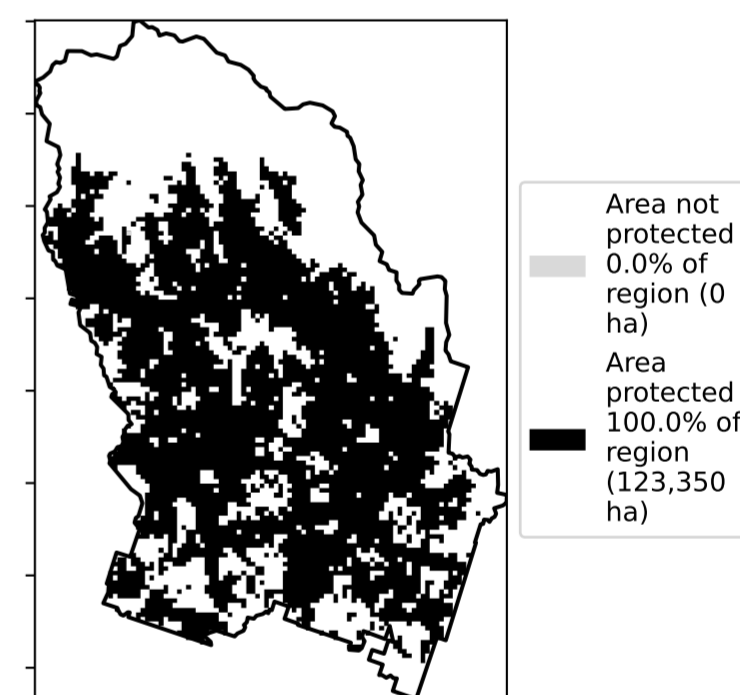 Area not
protected
0.0% of
region (0
ha)
Area
protected
100.0% of
region
(123,350
ha)